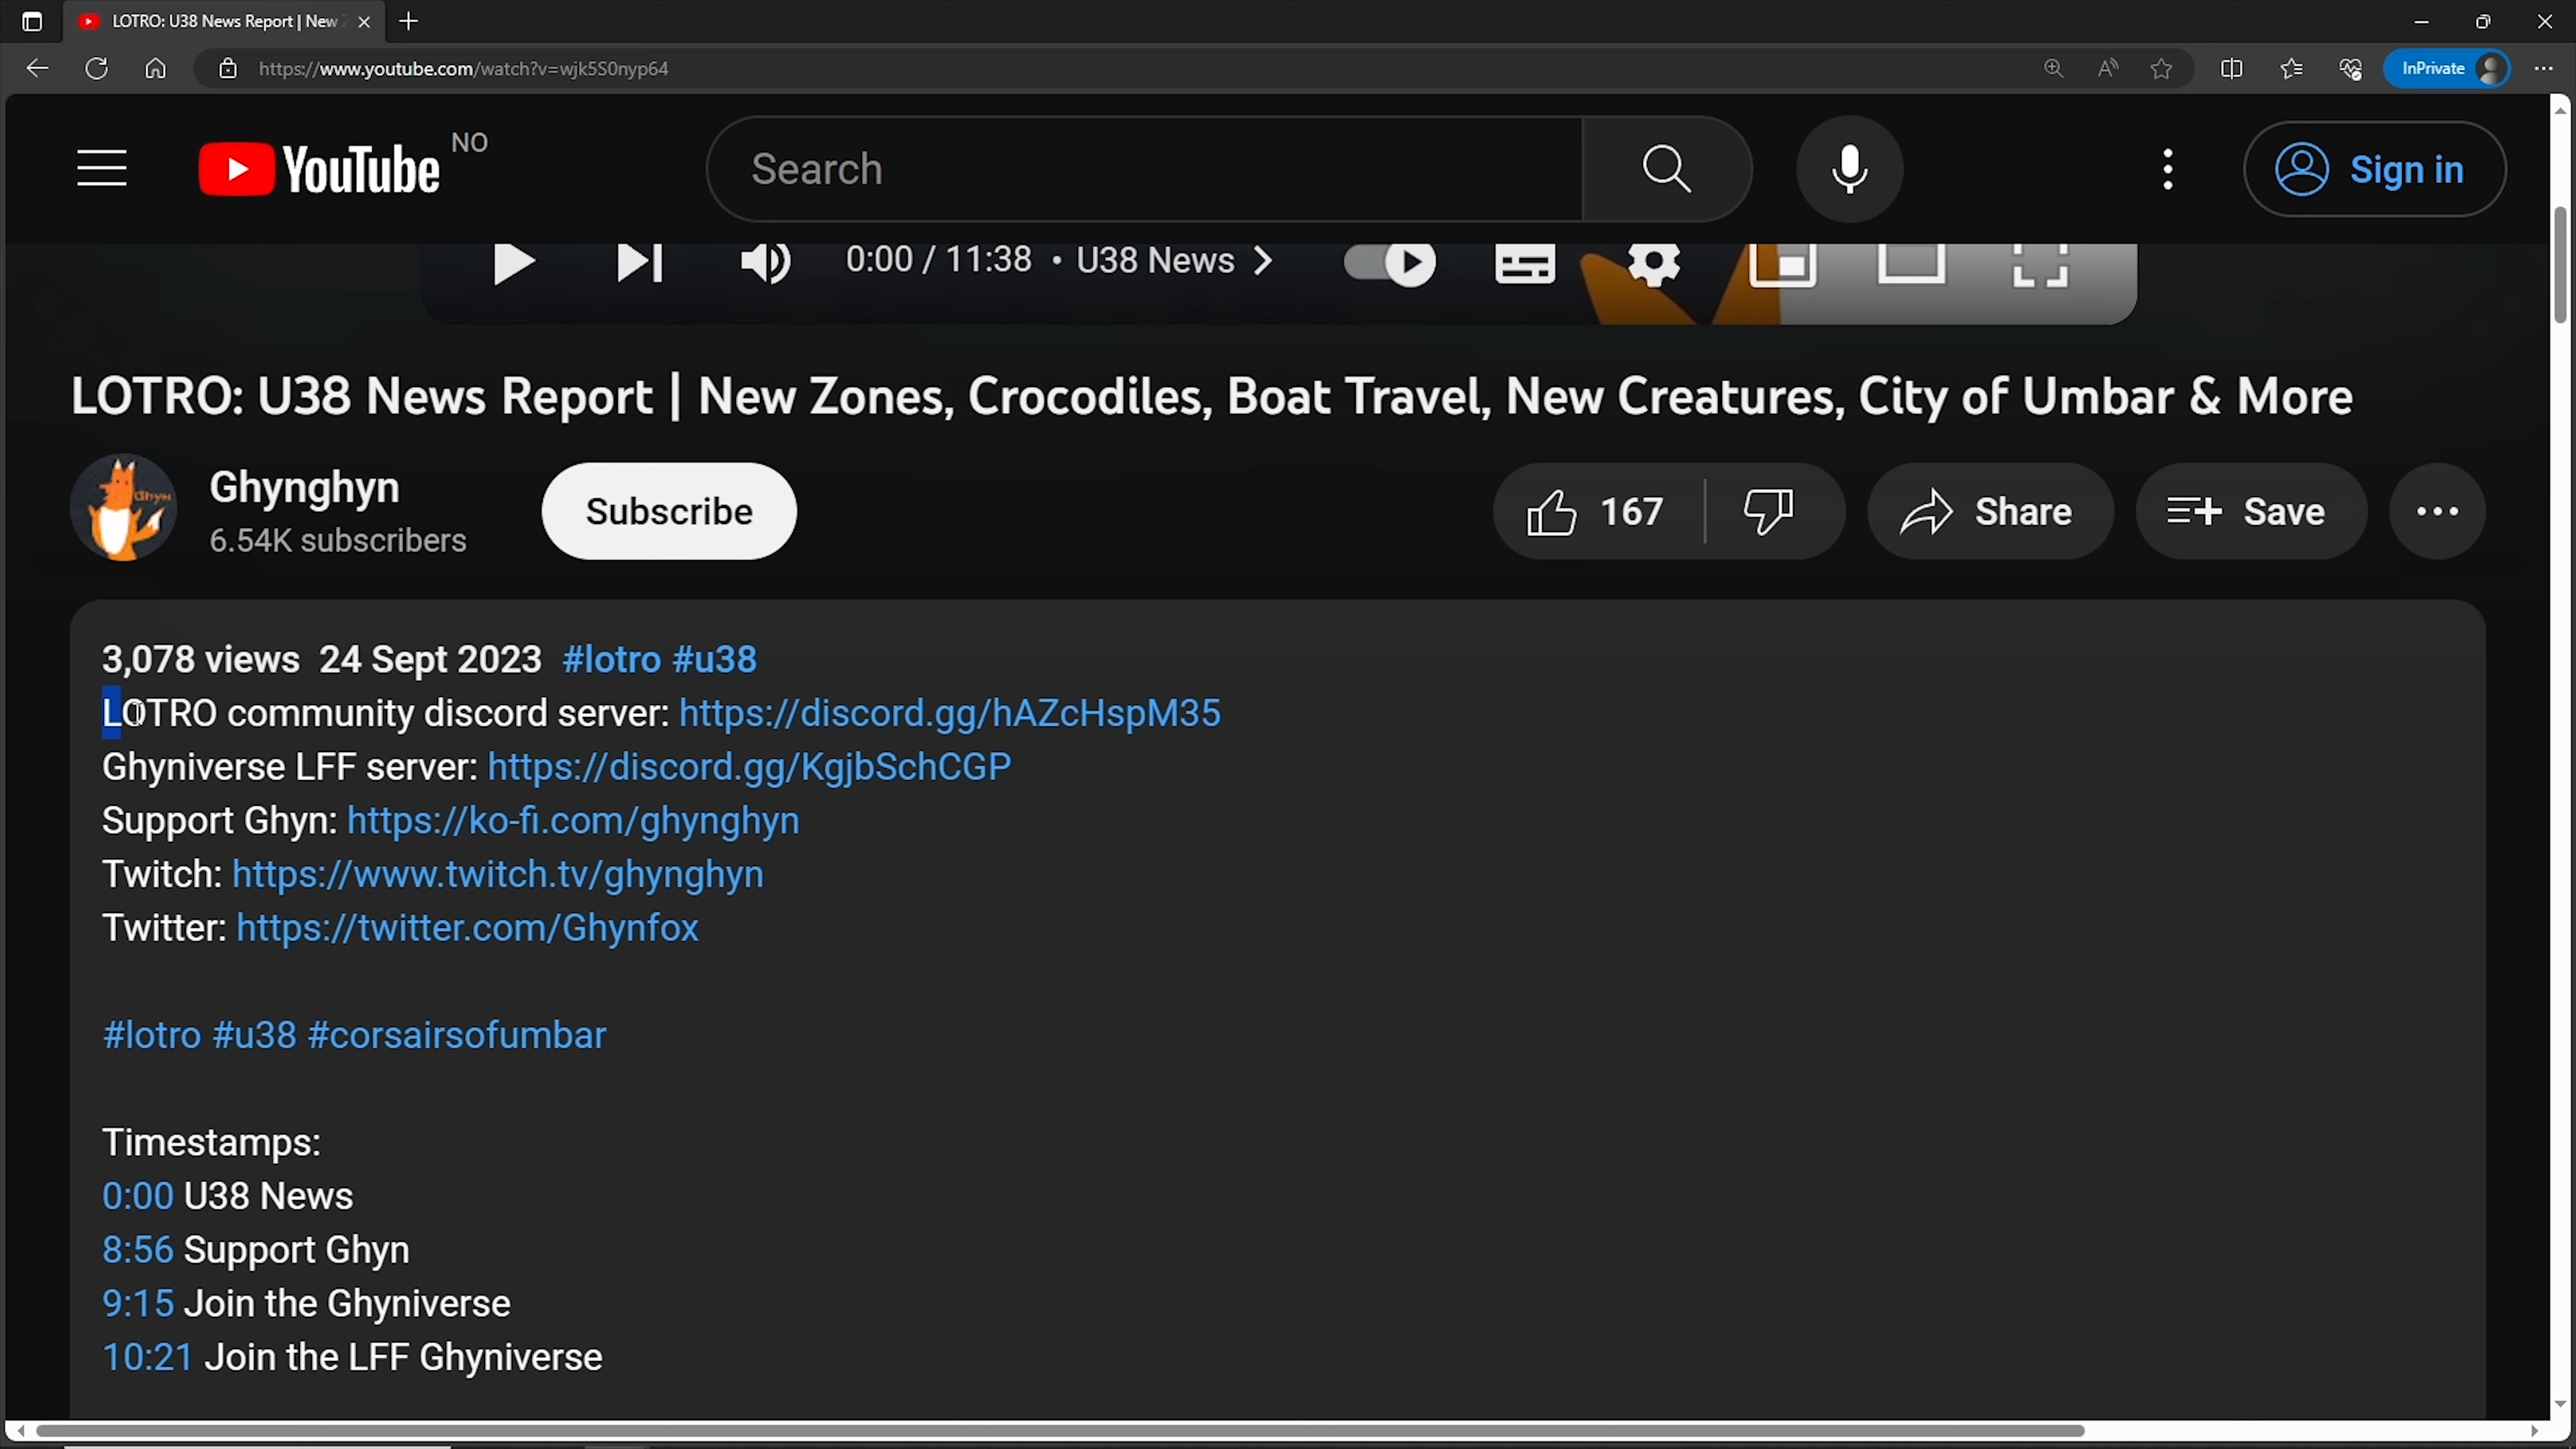 LOTRO: U38 News Report | New
https://www.youtube.com/watch?v=wjk5S0nyp64
InPrivate
YouTube NO
Search
Sign in
0:00 / 11:38 • U38 News
LOTRO: U38 News Report | New Zones, Crocodiles, Boat Travel, New Creatures, City of Umbar & More
Ghynghyn
6.54K subscribers
Subscribe
167
Share
Save
3,078 views 24 Sept 2023 #lotro #u38
LOTRO community discord server: https://discord.gg/hAZcHspM35
Ghyniverse LFF server: https://discord.gg/KgjbSchCGP
Support Ghyn: https://ko-fi.com/ghynghyn
Twitch: https://www.twitch.tv/ghynghyn
Twitter: https://twitter.com/Ghynfox
#lotro #u38 #corsairsofumbar
Timestamps:
0:00 U38 News
8:56 Support Ghyn
9:15 Join the Ghyniverse
10:21 Join the LFF Ghyniverse